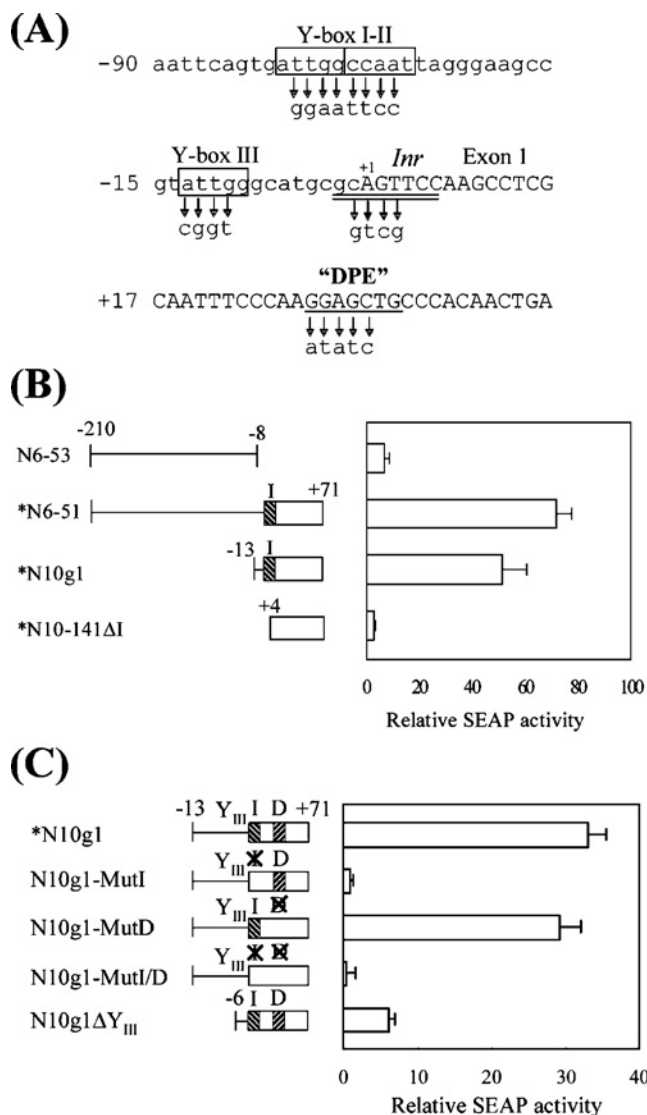 (A)
Y-box I-II
-90 aattcagtgattggccaattagggaagcc
ggaattcc
Y-box III
+1
Inr
Exon 1
-15 gtattgggcatgcgcAGTTCCAAGCCTCG
cggt
gtcg
“DPE”
+17 CAATTTCCCAAGGAGCTGCCCACAACTGA
atatc
(B)
-210
-8
N6-53
I
+71
*N6-51
-13
I
*N10g1
+4
*N10-141ΔI
0 20 40 60 80 100
Relative SEAP activity
(C)
-13 YIII I D +71
*N10g1
YIII I D
N10g1-MutI
YIII I D
N10g1-MutD
YIII I D
N10g1-MutI/D
-6 I D
N10g1ΔYIII
0 10 20 30 40
Relative SEAP activity